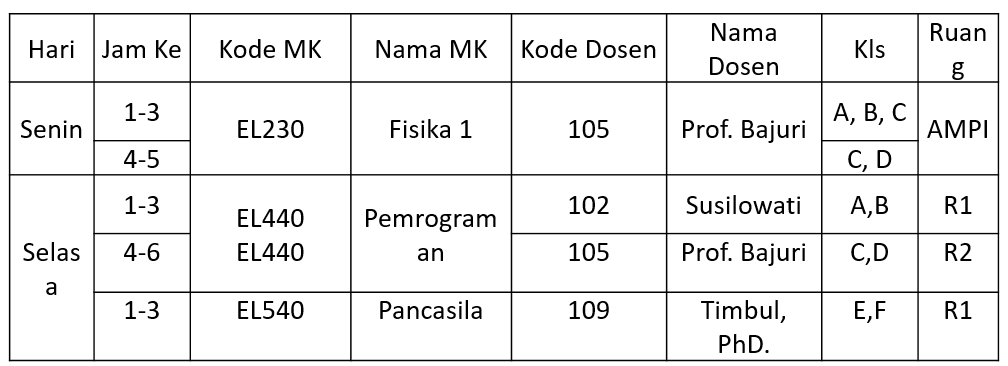 Hari Jam Ke Kode MK Nama MK Kode Dosen Nama Dosen Kls Ruang
Senin 1-3 EL230 Fisika 1 105 Prof. Bajuri A, B, C AMPI
4-5 C, D
Selasa 1-3 EL440 Pemrograman 102 Susilowati A,B R1
4-6 EL440 105 Prof. Bajuri C,D R2
1-3 EL540 Pancasila 109 Timbul, PhD. E,F R1